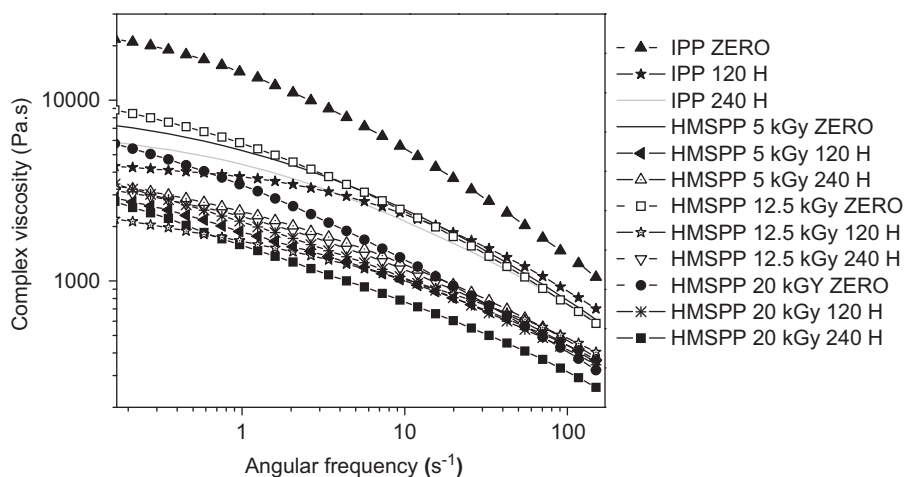 Complex viscosity (Pa.s)
10000
1000
1
10
100
Angular frequency (s⁻¹)
IPP ZERO
IPP 120 H
IPP 240 H
HMSPP 5 kGy ZERO
HMSPP 5 kGy 120 H
HMSPP 5 kGy 240 H
HMSPP 12.5 kGy ZERO
HMSPP 12.5 kGy 120 H
HMSPP 12.5 kGy 240 H
HMSPP 20 kGY ZERO
HMSPP 20 kGy 120 H
HMSPP 20 kGy 240 H